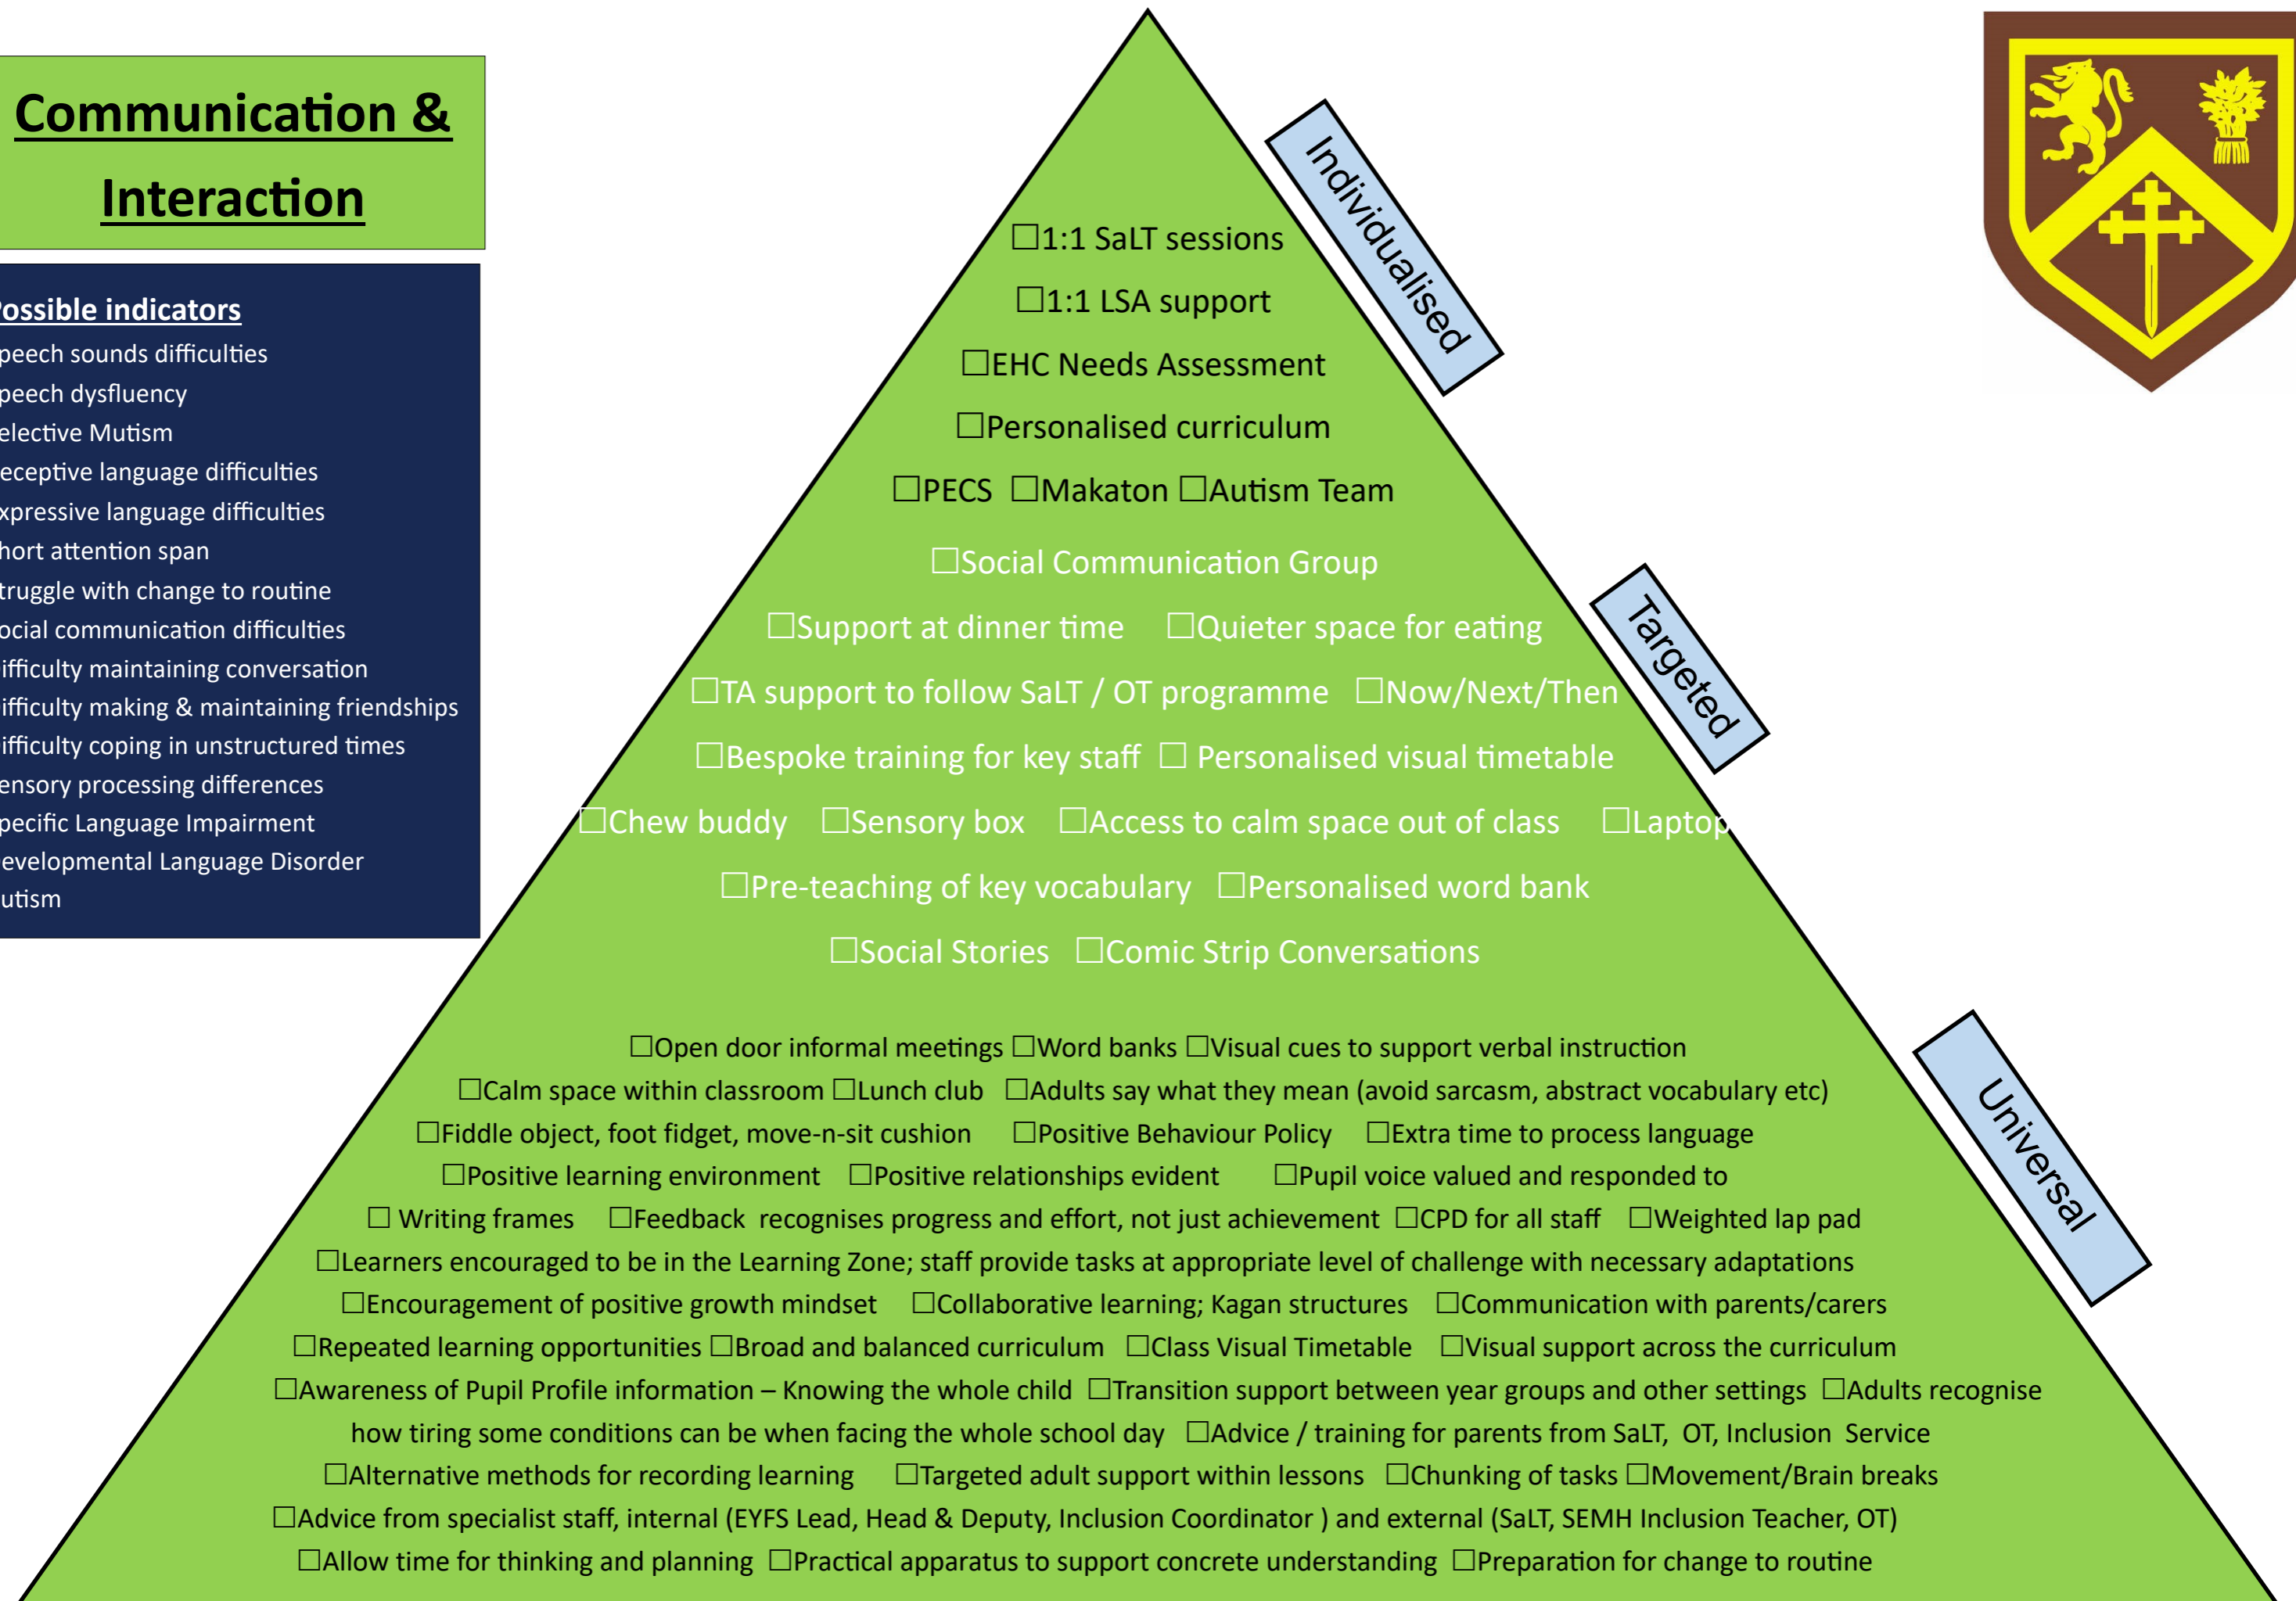 Communication &
Interaction
Possible indicators
peech sounds difficulties
peech dysfluency
elective Mutism
eceptive language difficulties
xpressive language difficulties
hort attention span
truggle with change to routine
ocial communication difficulties
ifficulty maintaining conversation
ifficulty making & maintaining friendships
ifficulty coping in unstructured times
ensory processing differences
pecific Language Impairment
evelopmental Language Disorder
utism
Individualised
☐1:1 SaLT sessions
☐1:1 LSA support
☐EHC Needs Assessment
☐Personalised curriculum
☐PECS ☐Makaton ☐Autism Team
Targeted
☐Social Communication Group
☐Support at dinner time ☐Quieter space for eating
☐TA support to follow SaLT / OT programme ☐Now/Next/Then
☐Bespoke training for key staff ☐ Personalised visual timetable
☐Chew buddy ☐Sensory box ☐Access to calm space out of class ☐Laptop
☐Pre-teaching of key vocabulary ☐Personalised word bank
☐Social Stories ☐Comic Strip Conversations
Universal
☐Open door informal meetings ☐Word banks ☐Visual cues to support verbal instruction
☐Calm space within classroom ☐Lunch club ☐Adults say what they mean (avoid sarcasm, abstract vocabulary etc)
☐Fiddle object, foot fidget, move-n-sit cushion ☐Positive Behaviour Policy ☐Extra time to process language
☐Positive learning environment ☐Positive relationships evident ☐Pupil voice valued and responded to
☐ Writing frames ☐Feedback recognises progress and effort, not just achievement ☐CPD for all staff ☐Weighted lap pad
☐Learners encouraged to be in the Learning Zone; staff provide tasks at appropriate level of challenge with necessary adaptations
☐Encouragement of positive growth mindset ☐Collaborative learning; Kagan structures ☐Communication with parents/carers
☐Repeated learning opportunities ☐Broad and balanced curriculum ☐Class Visual Timetable ☐Visual support across the curriculum
☐Awareness of Pupil Profile information – Knowing the whole child ☐Transition support between year groups and other settings ☐Adults recognise
how tiring some conditions can be when facing the whole school day ☐Advice / training for parents from SaLT, OT, Inclusion Service
☐Alternative methods for recording learning ☐Targeted adult support within lessons ☐Chunking of tasks ☐Movement/Brain breaks
☐Advice from specialist staff, internal (EYFS Lead, Head & Deputy, Inclusion Coordinator ) and external (SaLT, SEMH Inclusion Teacher, OT)
☐Allow time for thinking and planning ☐Practical apparatus to support concrete understanding ☐Preparation for change to routine